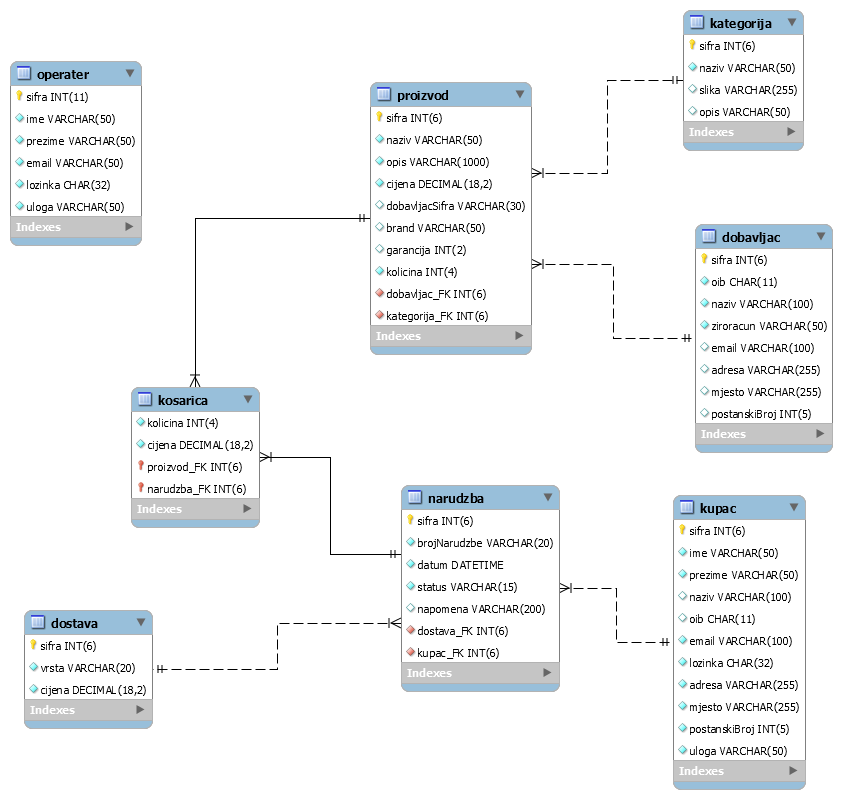 operater
sifra INT(11)
ime VARCHAR(50)
prezime VARCHAR(50)
email VARCHAR(50)
lozinka CHAR(32)
uloga VARCHAR(50)
Indexes
proizvod
sifra INT(6)
naziv VARCHAR(50)
opis VARCHAR(1000)
cijena DECIMAL(18,2)
dobavljacSifra VARCHAR(30)
brand VARCHAR(50)
garancija INT(2)
kolicina INT(4)
dobavljac_FK INT(6)
kategorija_FK INT(6)
Indexes
kategorija
sifra INT(6)
naziv VARCHAR(50)
slika VARCHAR(255)
opis VARCHAR(50)
Indexes
dobavljac
sifra INT(6)
oib CHAR(11)
naziv VARCHAR(100)
ziroracun VARCHAR(50)
email VARCHAR(100)
adresa VARCHAR(255)
mjesto VARCHAR(255)
postanskiBroj INT(5)
Indexes
kosarica
kolicina INT(4)
cijena DECIMAL(18,2)
proizvod_FK INT(6)
narudzba_FK INT(6)
Indexes
narudzba
sifra INT(6)
brojNarudzbe VARCHAR(20)
datum DATETIME
status VARCHAR(15)
napomena VARCHAR(200)
dostava_FK INT(6)
kupac_FK INT(6)
Indexes
kupac
sifra INT(6)
ime VARCHAR(50)
prezime VARCHAR(50)
naziv VARCHAR(100)
oib CHAR(11)
email VARCHAR(100)
lozinka CHAR(32)
adresa VARCHAR(255)
mjesto VARCHAR(255)
postanskiBroj INT(5)
uloga VARCHAR(50)
Indexes
dostava
sifra INT(6)
vrsta VARCHAR(20)
cijena DECIMAL(18,2)
Indexes